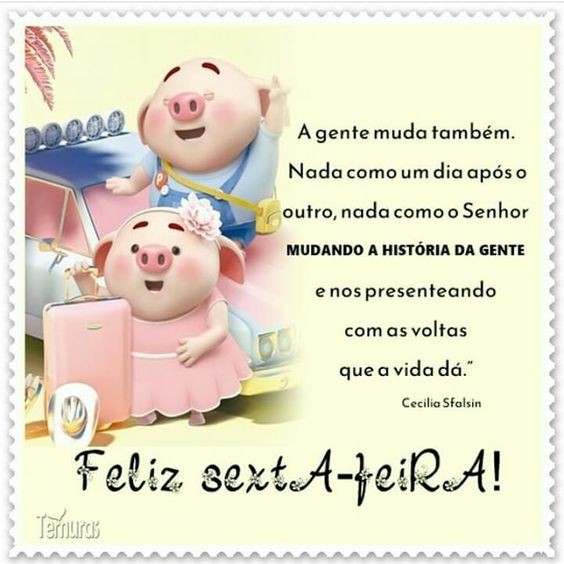 A gente muda também.
Nada como um dia após o
outro, nada como o Senhor
MUDANDO A HISTÓRIA DA GENTE
e nos presenteando
com as voltas
que a vida dá."
Cecilia Sfalsin
Feliz sextA-feiRA!
Ternuras